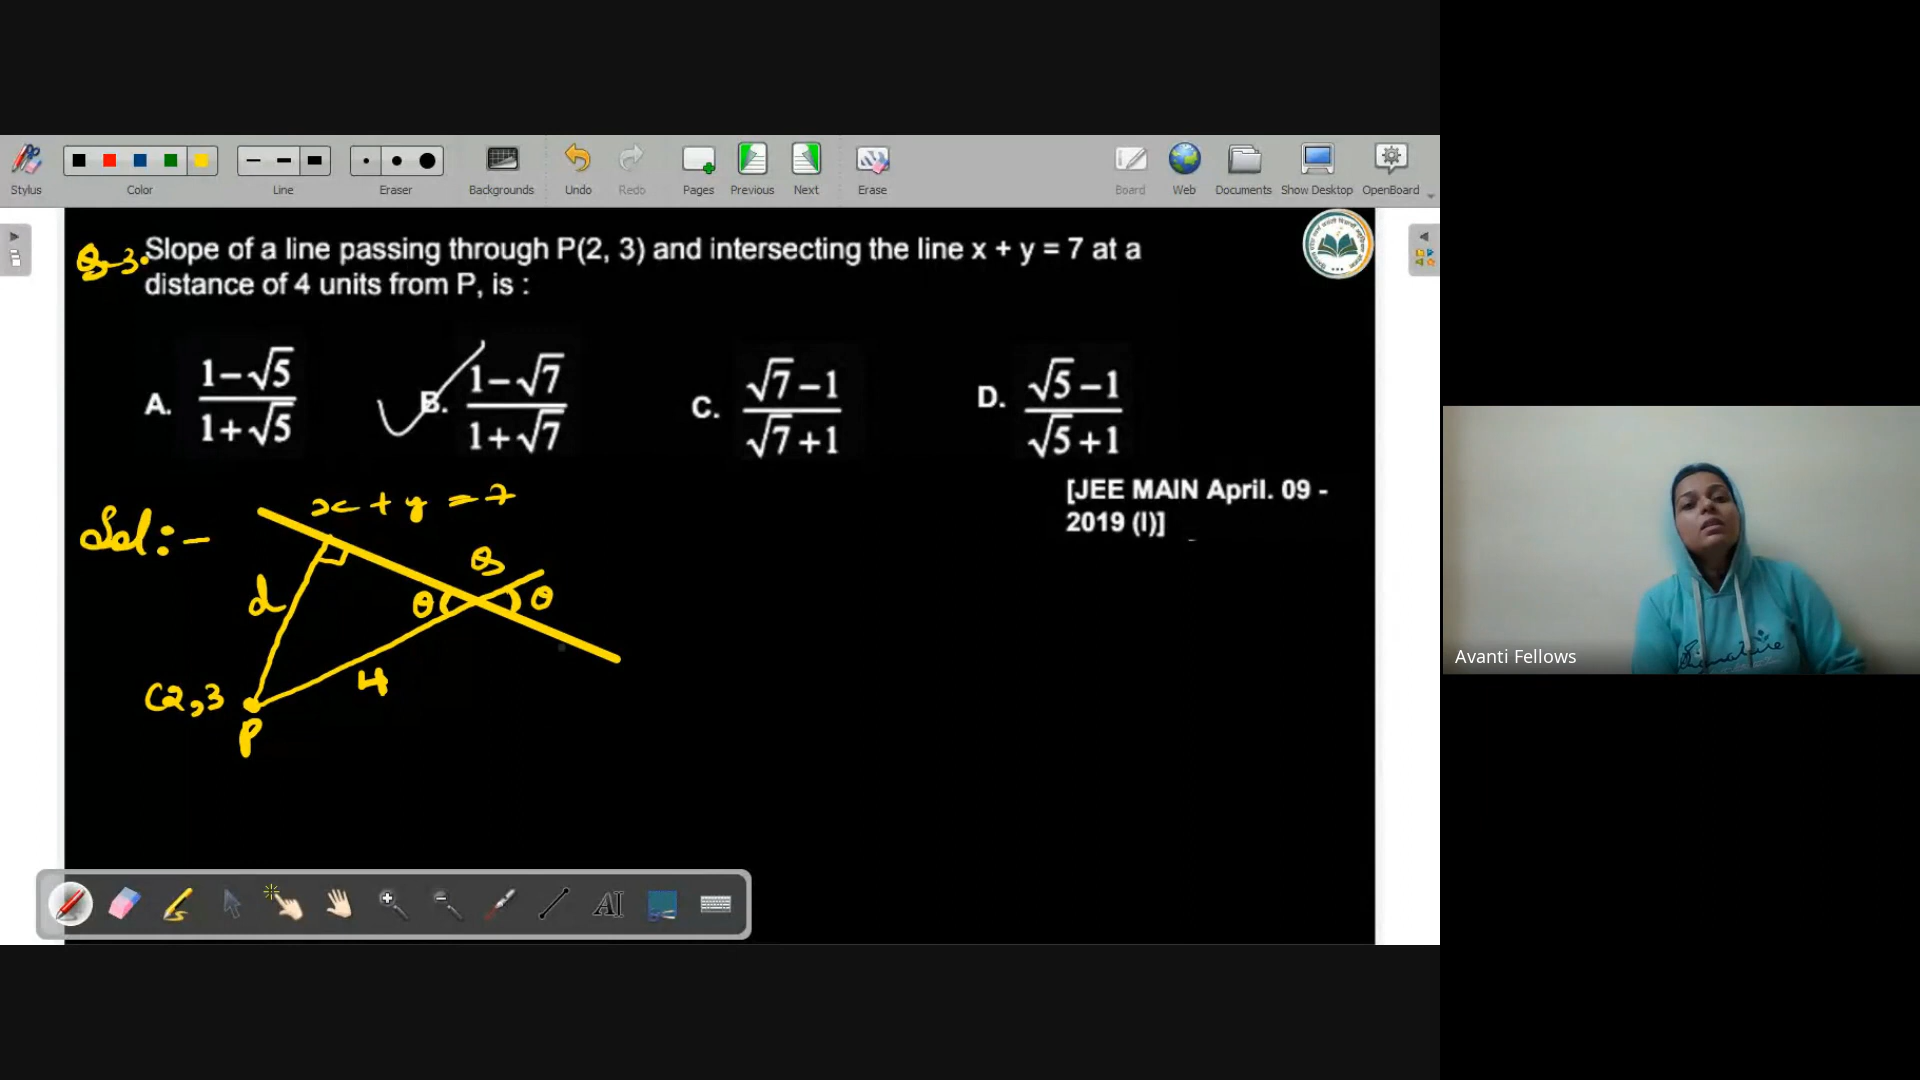 Stylus
Color
Line
Eraser
Backgrounds
Undo
Redo
Pages
Previous
Next
Erase
Board
Web
Documents
Show Desktop
OpenBoard
Q-3. Slope of a line passing through P(2, 3) and intersecting the line x + y = 7 at a
distance of 4 units from P, is :
A. (1-√5)/(1+√5)
B. (1-√7)/(1+√7)
C. (√7-1)/(√7+1)
D. (√5-1)/(√5+1)
[JEE MAIN April. 09 -
2019 (I)]
Sol:-
x + y = 7
Q
d
θ
θ
4
(2,3
P
AI
Avanti Fellows